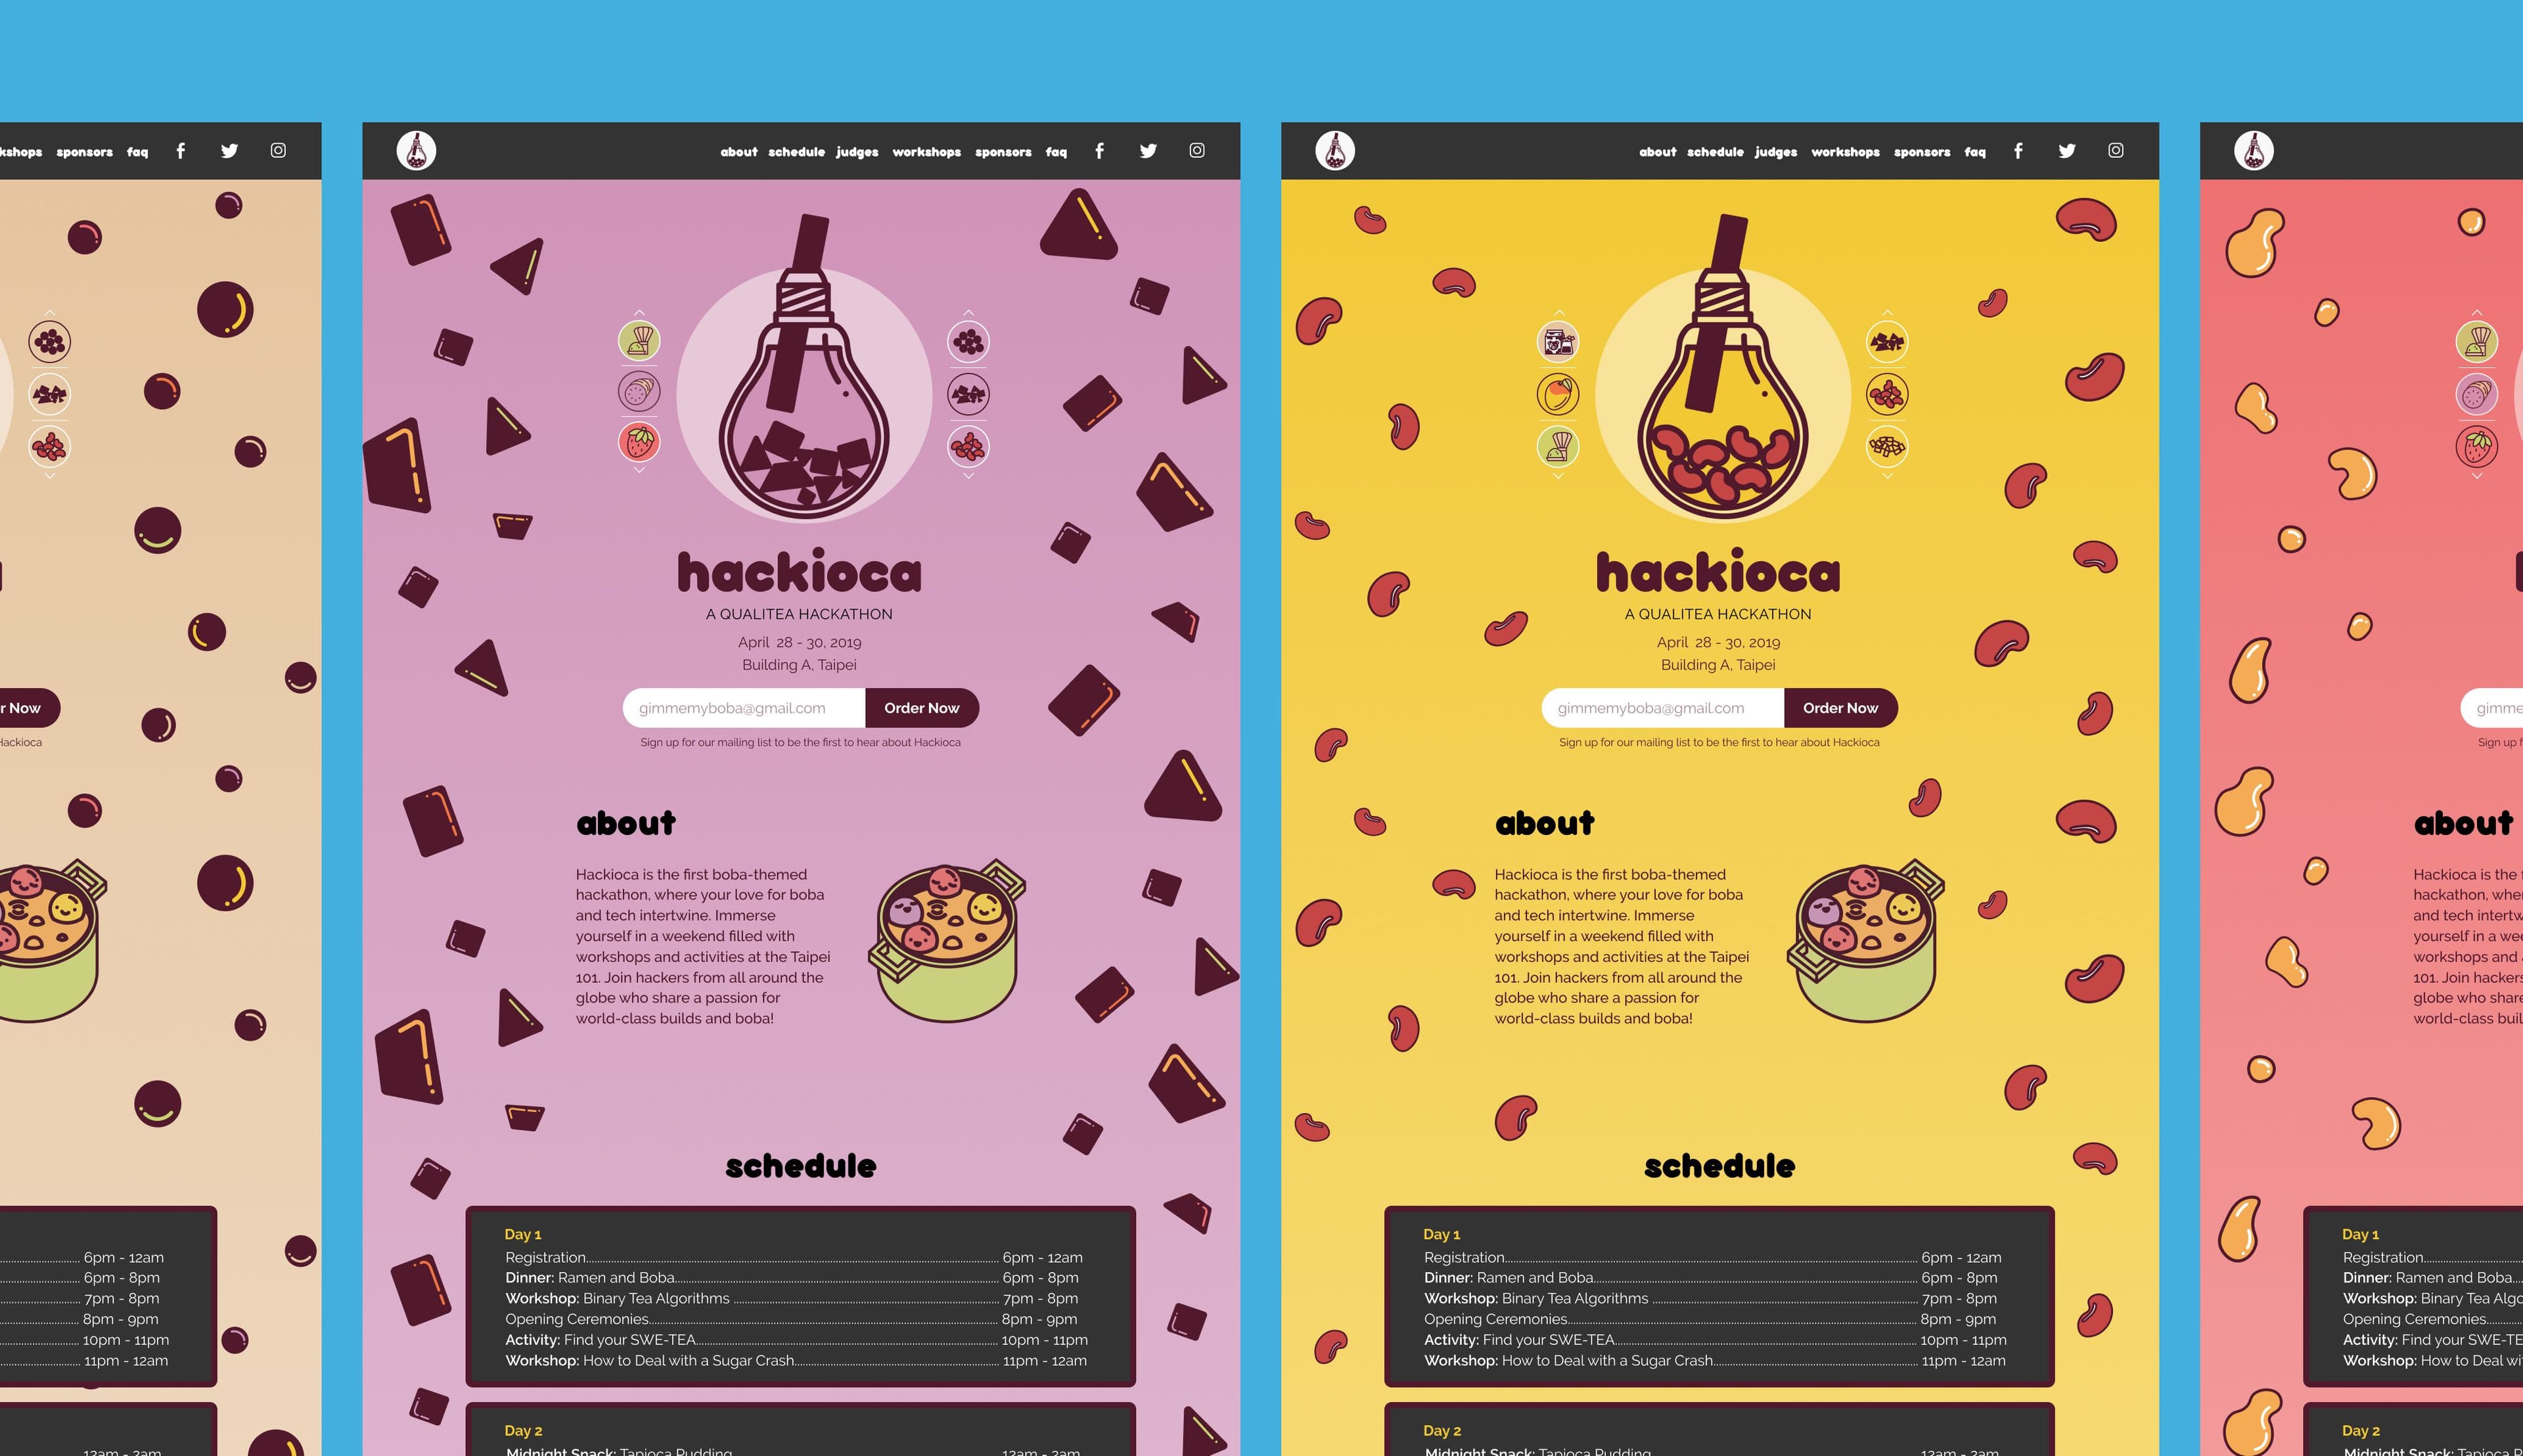 kshops sponsors faq
r Now
Hackioca
6pm - 12am
6pm - 8pm
7pm - 8pm
8pm - 9pm
10pm - 11pm
11pm - 12am
12am - 2am
about schedule judges workshops sponsors faq
hackioca
A QUALITEA HACKATHON
April 28 - 30, 2019
Building A, Taipei
gimmemyboba@gmail.com Order Now
Sign up for our mailing list to be the first to hear about Hackioca
about
Hackioca is the first boba-themed
hackathon, where your love for boba
and tech intertwine. Immerse
yourself in a weekend filled with
workshops and activities at the Taipei
101. Join hackers from all around the
globe who share a passion for
world-class builds and boba!
schedule
Day 1
Registration 6pm - 12am
Dinner: Ramen and Boba 6pm - 8pm
Workshop: Binary Tea Algorithms 7pm - 8pm
Opening Ceremonies 8pm - 9pm
Activity: Find your SWE-TEA 10pm - 11pm
Workshop: How to Deal with a Sugar Crash 11pm - 12am
Day 2
Midnight Snack: Tapioca Pudding 12am - 2am
about schedule judges workshops sponsors faq
hackioca
A QUALITEA HACKATHON
April 28 - 30, 2019
Building A, Taipei
gimmemyboba@gmail.com Order Now
Sign up for our mailing list to be the first to hear about Hackioca
about
Hackioca is the first boba-themed
hackathon, where your love for boba
and tech intertwine. Immerse
yourself in a weekend filled with
workshops and activities at the Taipei
101. Join hackers from all around the
globe who share a passion for
world-class builds and boba!
schedule
Day 1
Registration 6pm - 12am
Dinner: Ramen and Boba 6pm - 8pm
Workshop: Binary Tea Algorithms 7pm - 8pm
Opening Ceremonies 8pm - 9pm
Activity: Find your SWE-TEA 10pm - 11pm
Workshop: How to Deal with a Sugar Crash 11pm - 12am
Day 2
Midnight Snack: Tapioca Pudding 12am - 2am
gimme
Sign up f
about
Hackioca is the
hackathon, whe
and tech intertw
yourself in a wee
workshops and
101. Join hackers
globe who share
world-class buil
Day 1
Registration
Dinner: Ramen and Boba
Workshop: Binary Tea Algo
Opening Ceremonies
Activity: Find your SWE-TE
Workshop: How to Deal wi
Day 2
Midnight Snack: Tapioca P